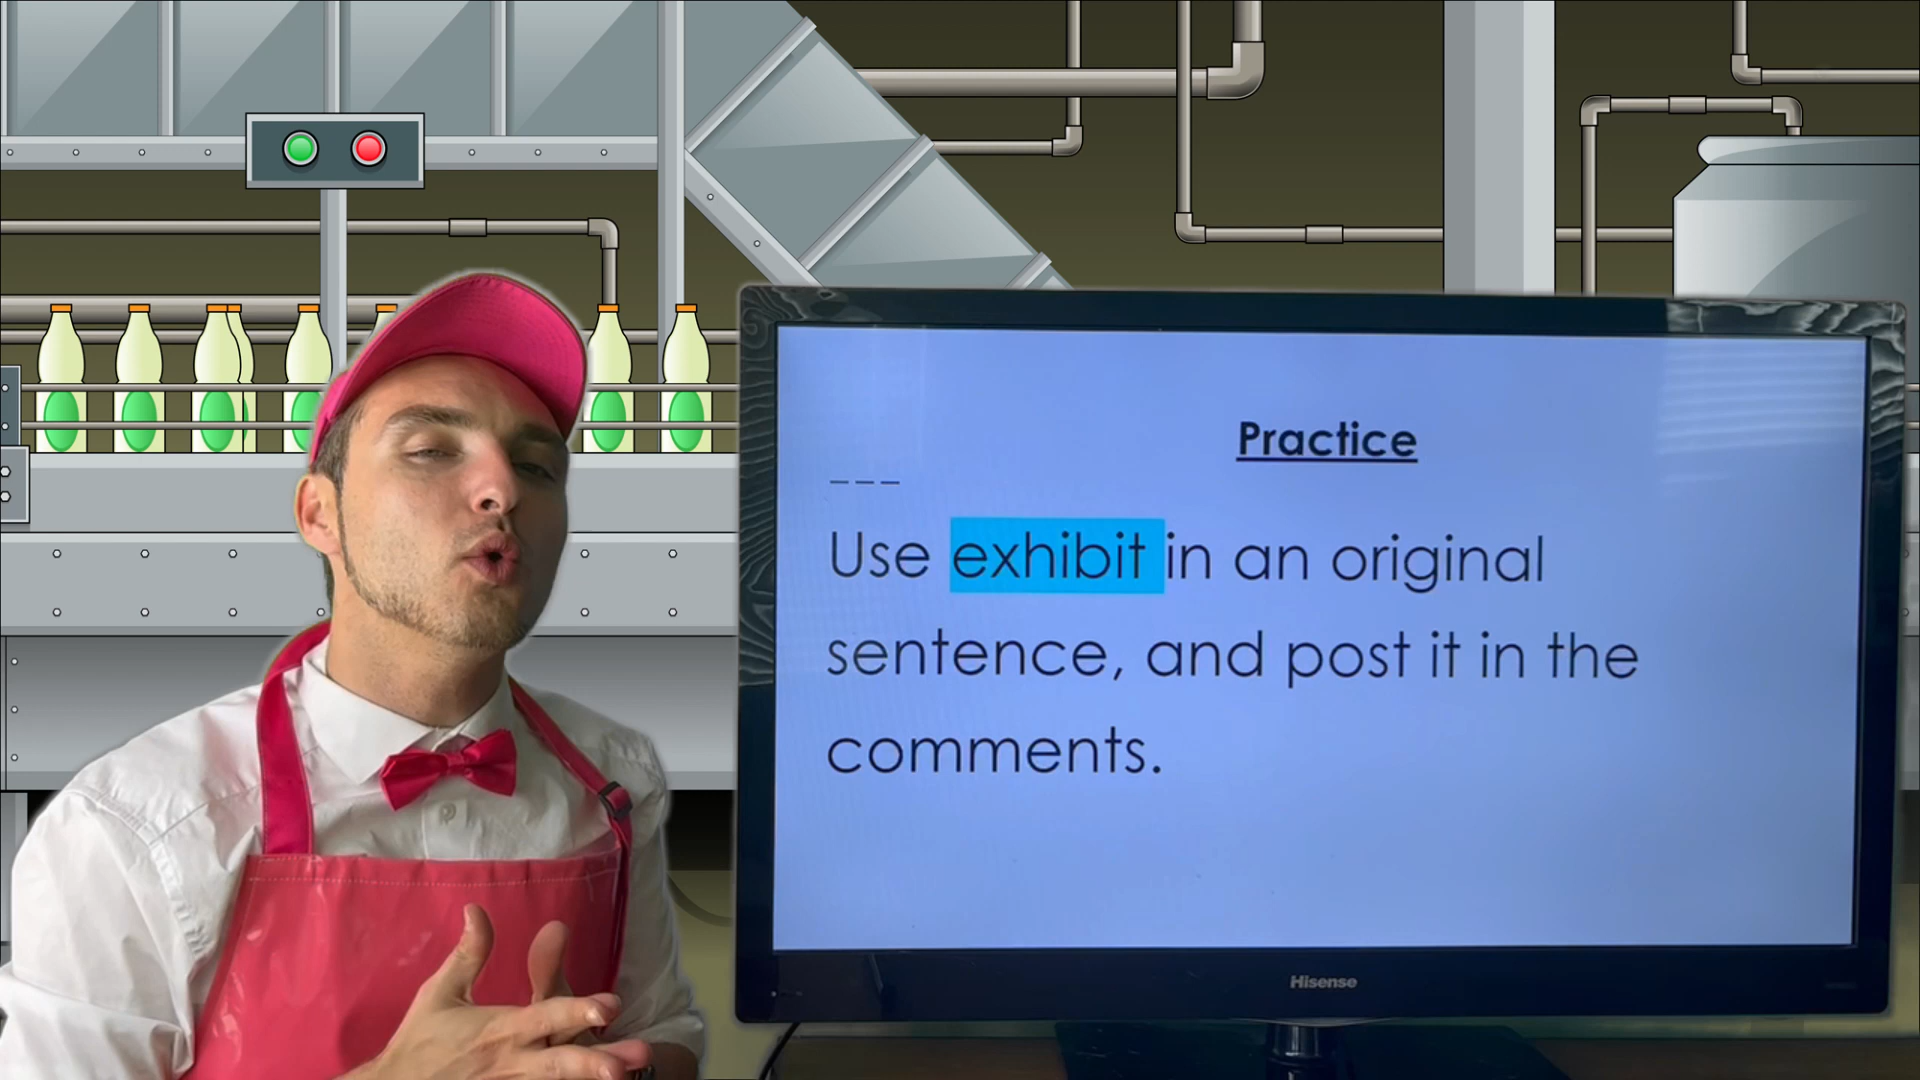 Practice
---
Use exhibit in an original
sentence, and post it in the
comments.
Hisense